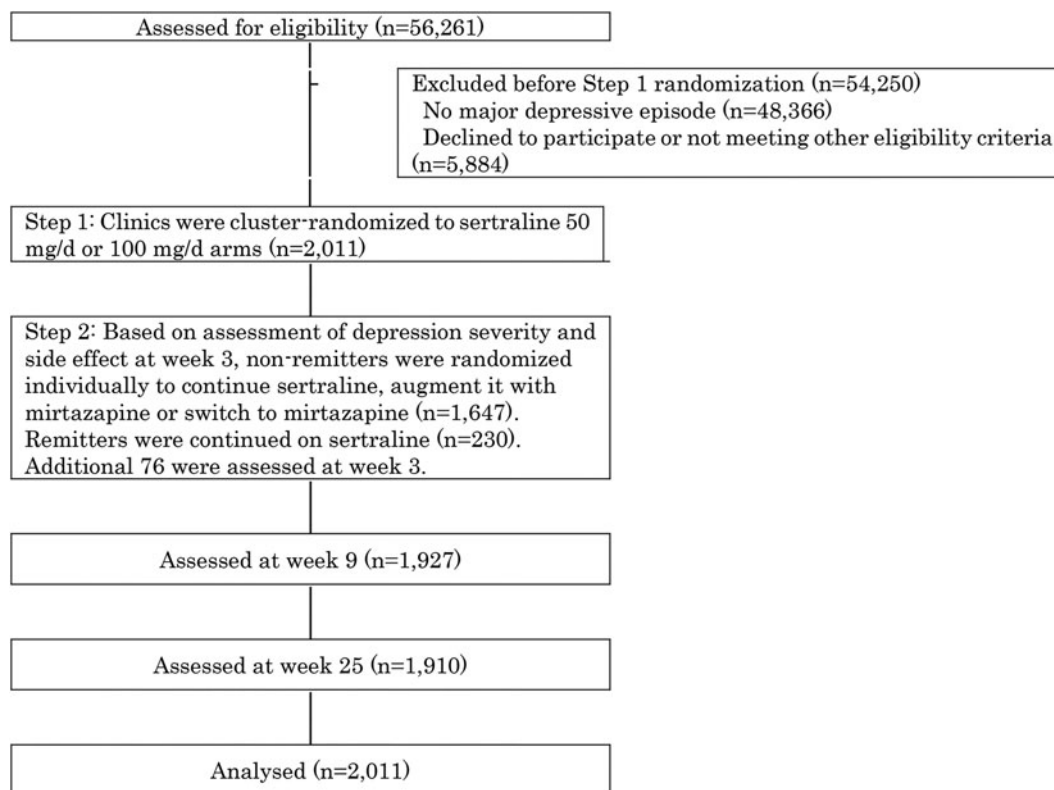 Assessed for eligibility (n=56,261)
Excluded before Step 1 randomization (n=54,250)
No major depressive episode (n=48,366)
Declined to participate or not meeting other eligibility criteria
(n=5,884)
Step 1: Clinics were cluster-randomized to sertraline 50
mg/d or 100 mg/d arms (n=2,011)
Step 2: Based on assessment of depression severity and
side effect at week 3, non-remitters were randomized
individually to continue sertraline, augment it with
mirtazapine or switch to mirtazapine (n=1,647).
Remitters were continued on sertraline (n=230).
Additional 76 were assessed at week 3.
Assessed at week 9 (n=1,927)
Assessed at week 25 (n=1,910)
Analysed (n=2,011)